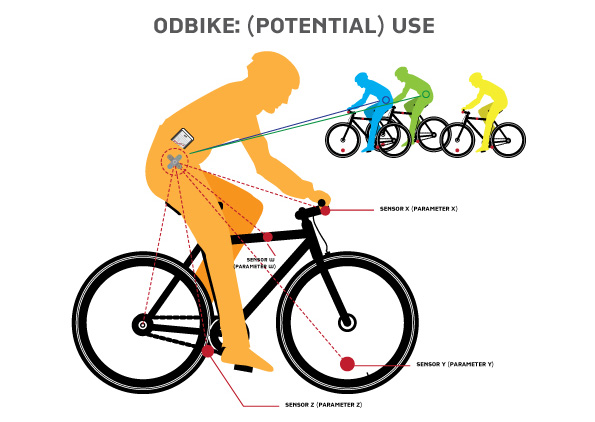 ODBIKE: (POTENTIAL) USE
SENSOR X (PARAMETER X)
SENSOR W
(PARAMETER W)
SENSOR Y (PARAMETER Y)
SENSOR Z (PARAMETER Z)